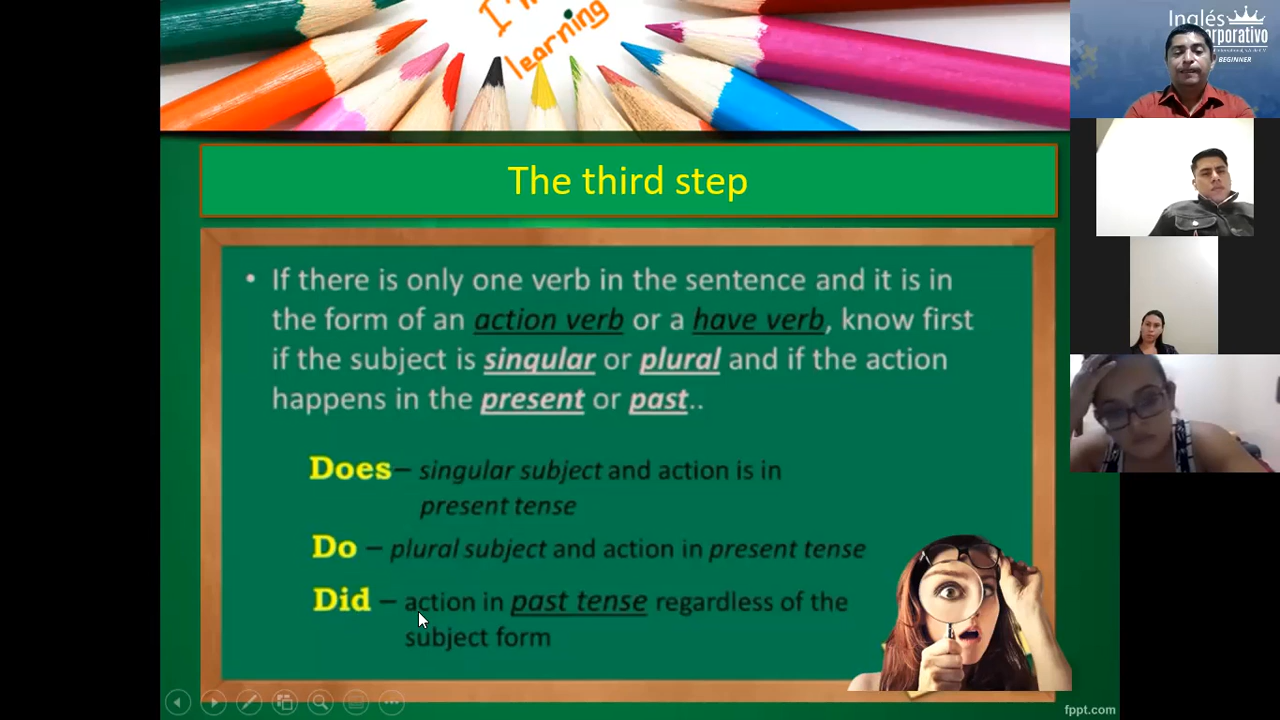 I'm
learning
Inglés
orporativo
BEGINNER
The third step
• If there is only one verb in the sentence and it is in
the form of an action verb or a have verb, know first
if the subject is singular or plural and if the action
happens in the present or past..
Does– singular subject and action is in
present tense
Do – plural subject and action in present tense
Did – action in past tense regardless of the
subject form
fppt.com